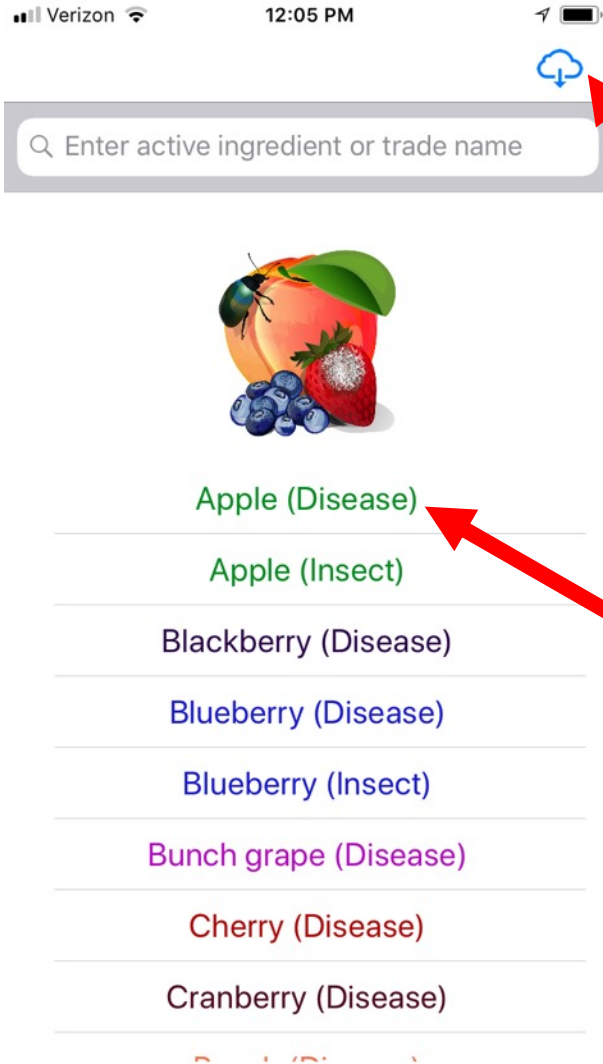 Verizon 12:05 PM
Enter active ingredient or trade name
Apple (Disease)
Apple (Insect)
Blackberry (Disease)
Blueberry (Disease)
Blueberry (Insect)
Bunch grape (Disease)
Cherry (Disease)
Cranberry (Disease)